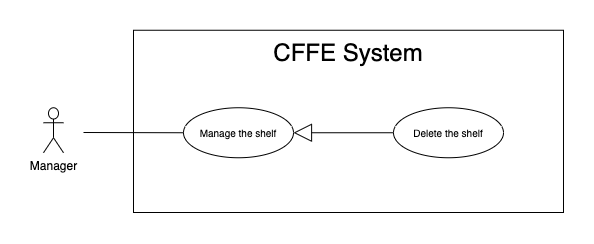 CFFE System
Manage the shelf
Delete the shelf
Manager